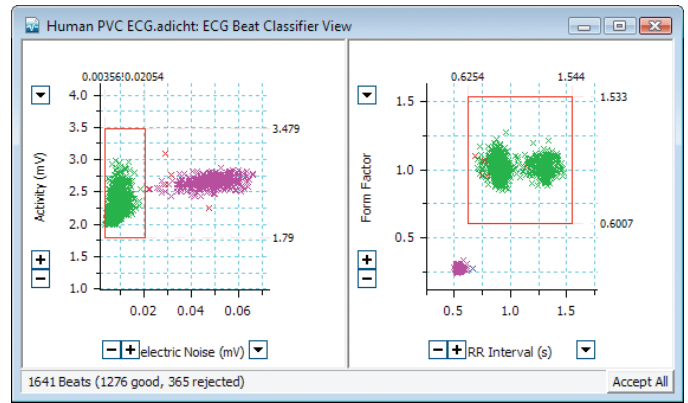 Human PVC ECG.adicht: ECG Beat Classifier View
0.02054
4.0
3.5
3.0
2.5
2.0
1.5
1.0
3.479
1.79
Activity (mV)
0.02 0.04 0.06
electric Noise (mV)
0.6254 1.544
1.5
1.0
0.5
1.533
0.6007
Form Factor
0.5 1.0 1.5
RR Interval (s)
1641 Beats (1276 good, 365 rejected)
Accept All